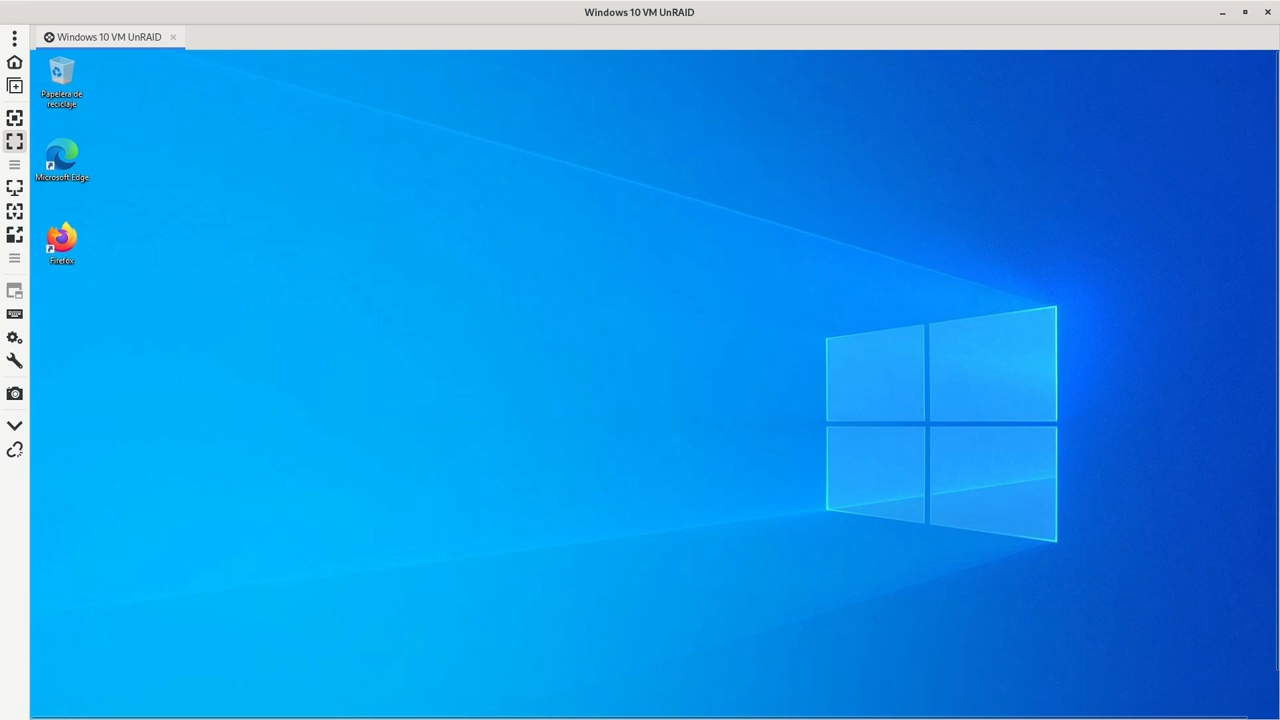 Windows 10 VM UnRAID
Windows 10 VM UnRAID
Papelera de
reciclaje
Microsoft Edge
Firefox